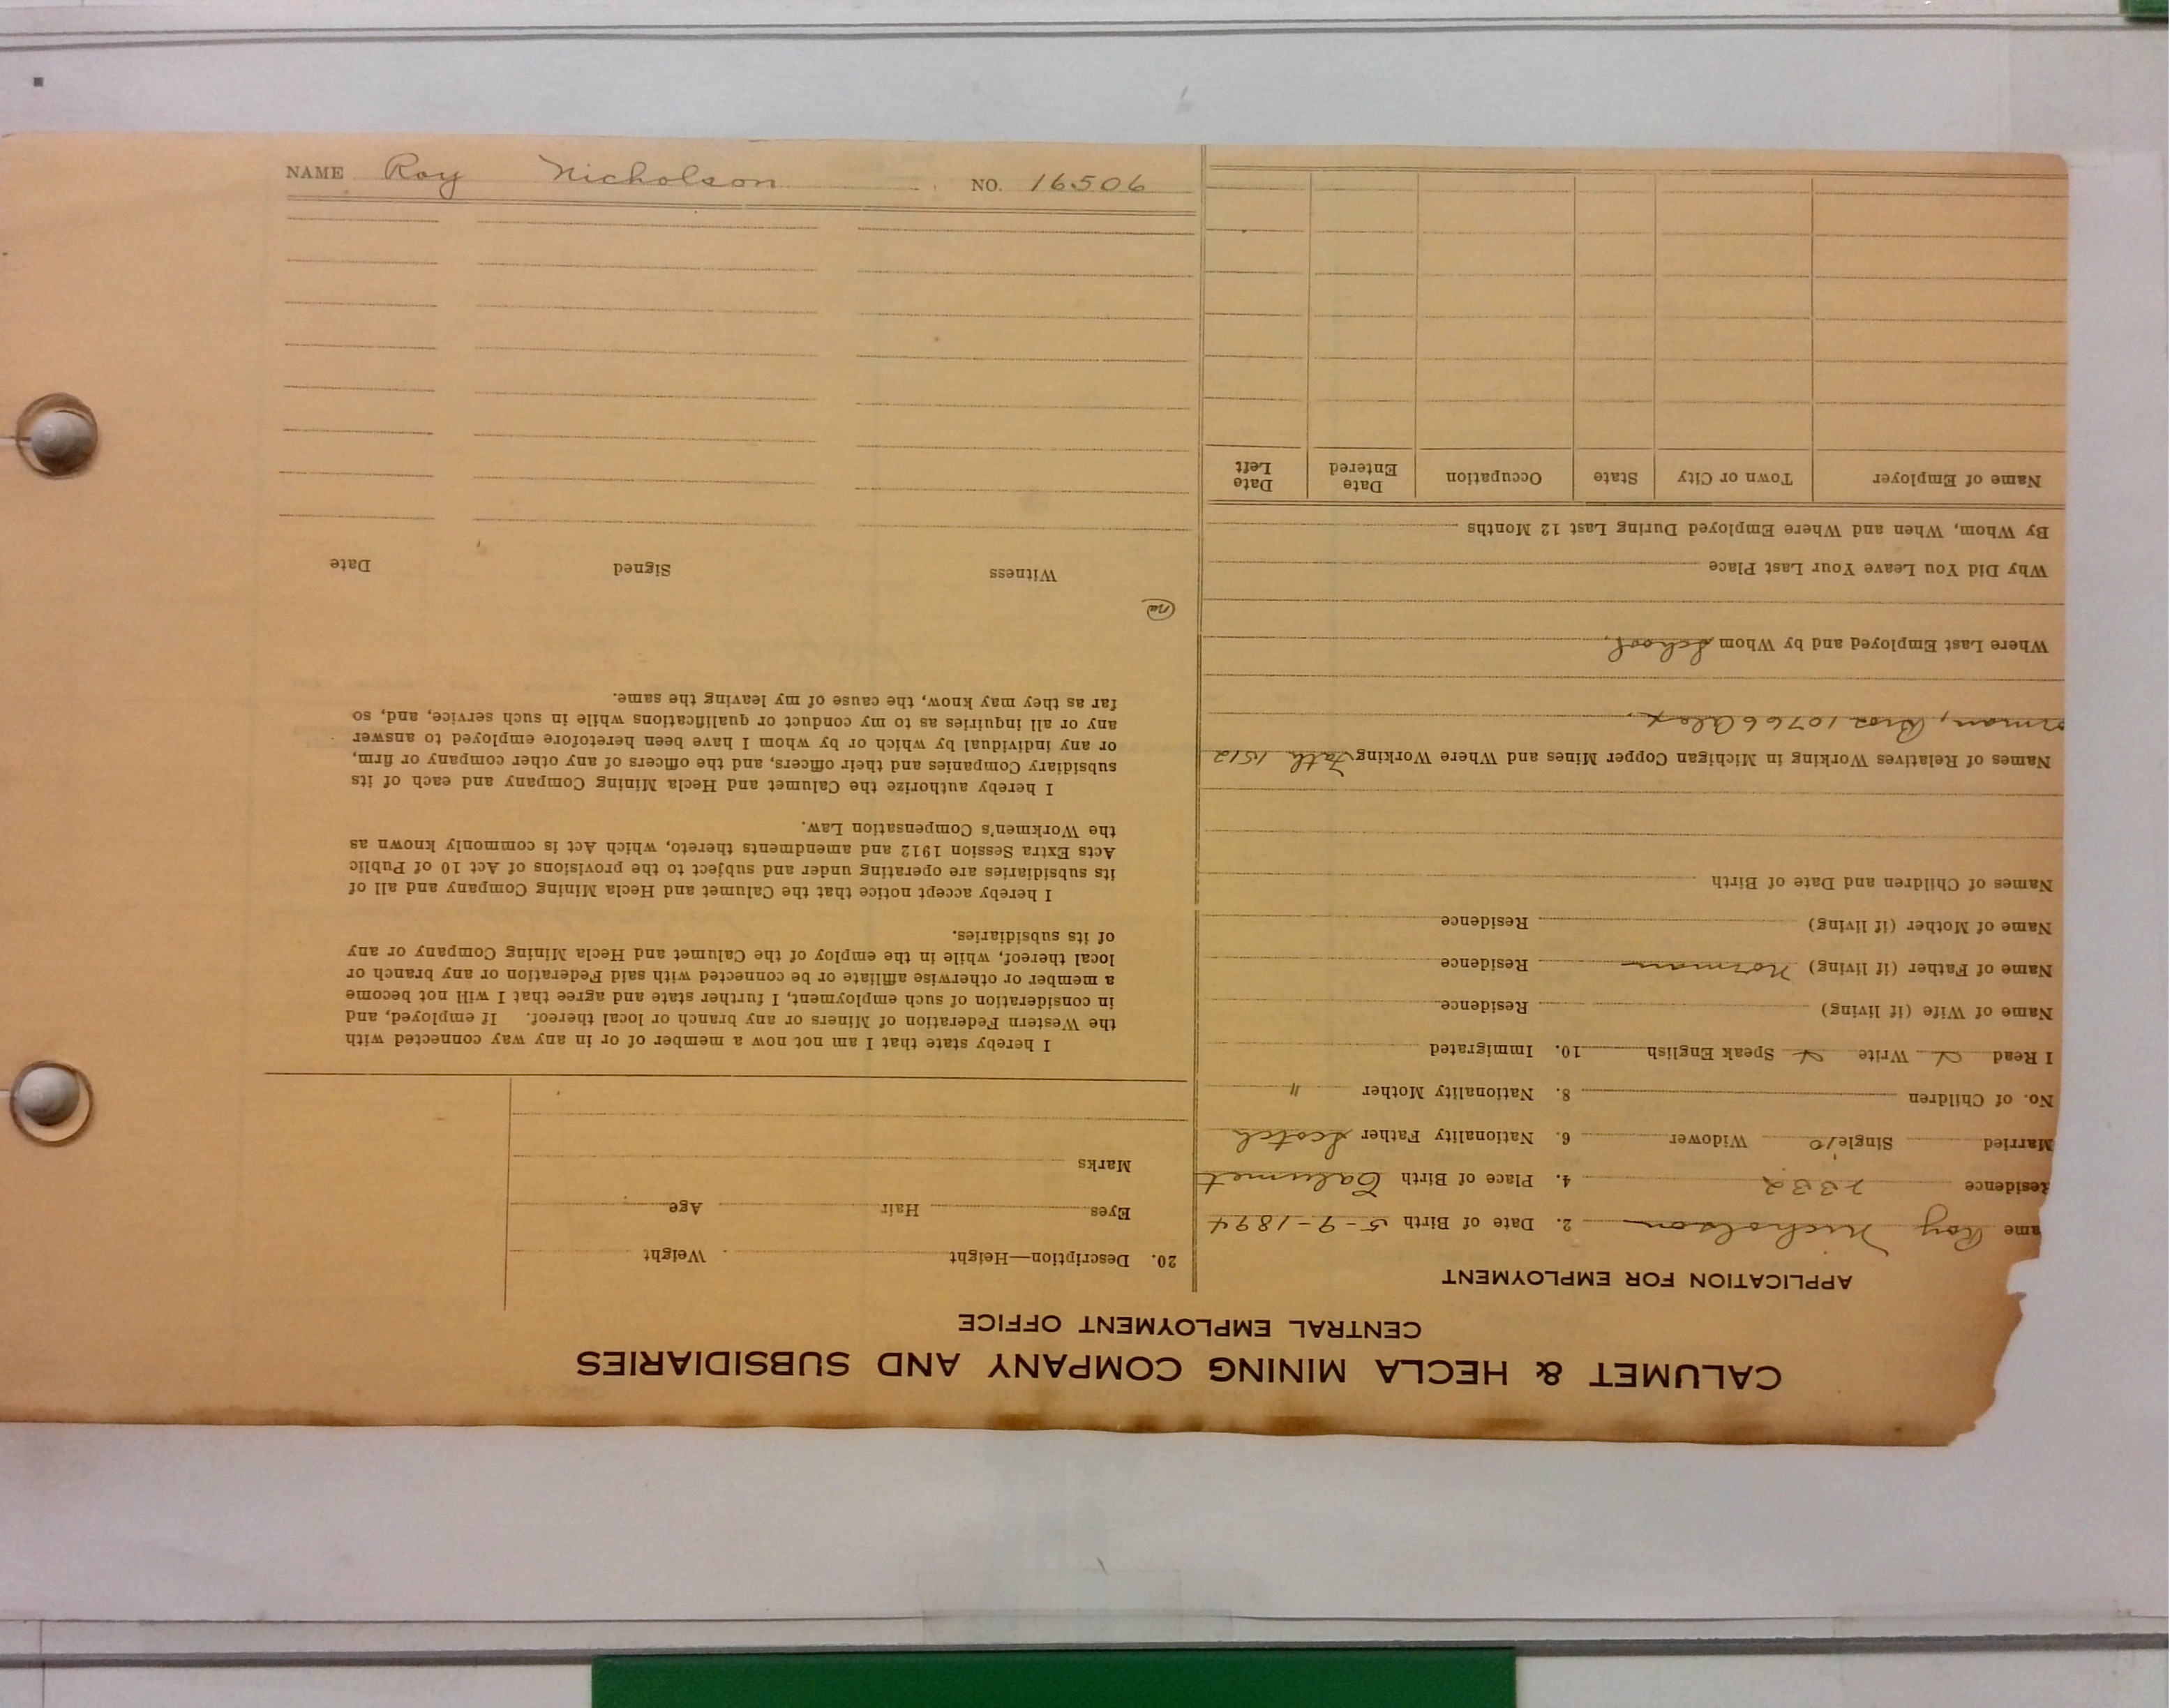 NAME Roy Nicholson NO. 16506
CALUMET & HECLA MINING COMPANY AND SUBSIDIARIES
CENTRAL EMPLOYMENT OFFICE
APPLICATION FOR EMPLOYMENT
ame Roy Nicholson 2. Date of Birth 5-9-1894
Residence 2332 4. Place of Birth Calumet
Married Single Widower 6. Nationality Father Scotch
No. of Children 8. Nationality Mother "
I Read Write Speak English 10. Immigrated
Name of Wife (if living) Residence
Name of Father (if living) Norman Residence
Name of Mother (if living) Residence
Names of Children and Date of Birth
Names of Relatives Working in Michigan Copper Mines and Where Working Fath 1512
orman, Bro 10766 Alex.
Where Last Employed and by Whom School.
Why Did You Leave Your Last Place
By Whom, When and Where Employed During Last 12 Months
Name of Employer Town or City State Occupation Date Entered Date Left
20. Description—Height Weight
Eyes Hair Age
Marks
I hereby state that I am not now a member of or in any way connected with
the Western Federation of Miners or any branch or local thereof. If employed, and
in consideration of such employment, I further state and agree that I will not become
a member or otherwise affiliate or be connected with said Federation or any branch or
local thereof, while in the employ of the Calumet and Hecla Mining Company or any
of its subsidiaries.
I hereby accept notice that the Calumet and Hecla Mining Company and all of
its subsidiaries are operating under and subject to the provisions of Act 10 of Public
Acts Extra Session 1912 and amendments thereto, which Act is commonly known as
the Workmen's Compensation Law.
I hereby authorize the Calumet and Hecla Mining Company and each of its
subsidiary Companies and their officers, and the officers of any other company or firm,
or any individual by which or by whom I have been heretofore employed to answer
any or all inquiries as to my conduct or qualifications while in such service, and, so
far as they may know, the cause of my leaving the same.
Witness Signed Date